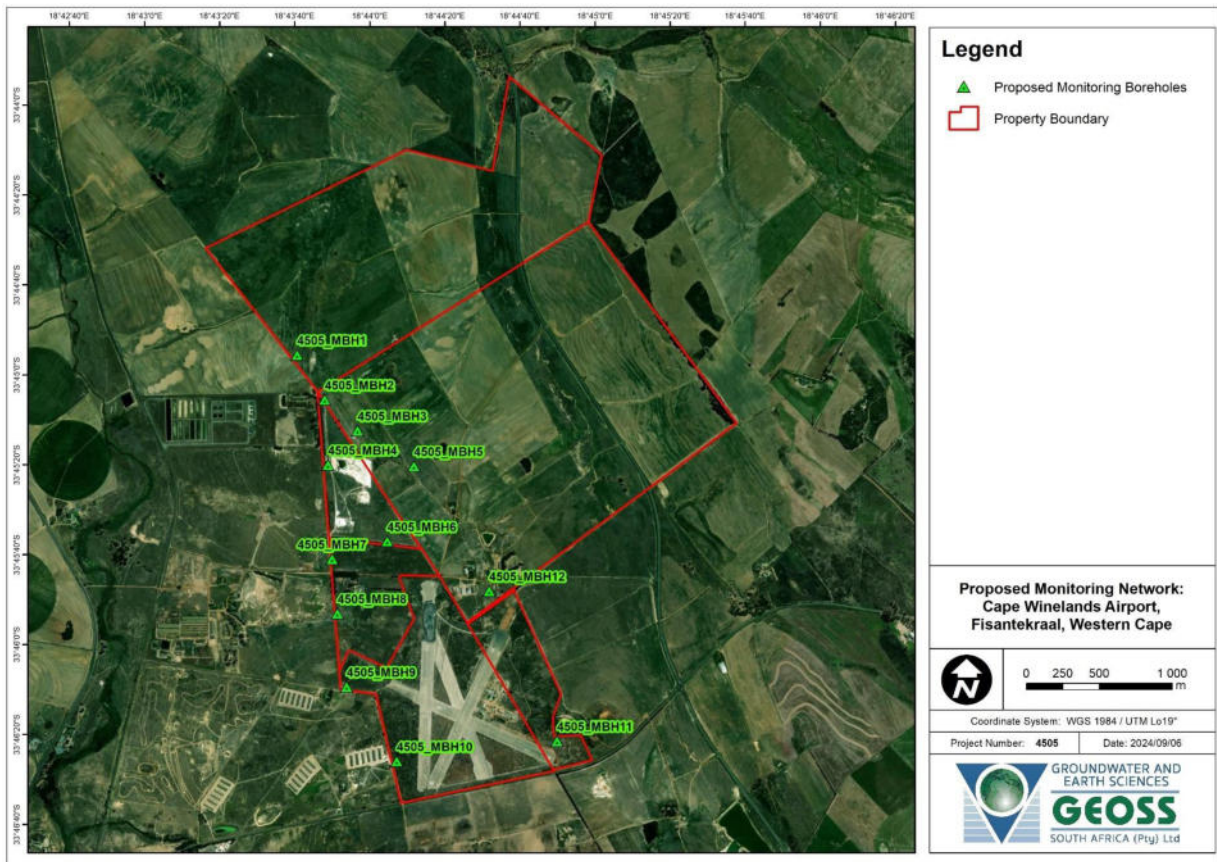 18°42'40"E 18°43'0"E 18°43'20"E 18°43'40"E 18°44'0"E 18°44'20"E 18°44'40"E 18°45'0"E 18°45'20"E 18°45'40"E 18°46'0"E 18°46'20"E
33°44'0"S
33°44'20"S
33°44'40"S
33°45'0"S
33°45'20"S
33°45'40"S
33°46'0"S
33°46'20"S
33°46'40"S
4505_MBH1
4505_MBH2
4505_MBH3
4505_MBH4
4505_MBH5
4505_MBH6
4505_MBH7
4505_MBH12
4505_MBH8
4505_MBH9
4505_MBH11
4505_MBH10
Legend
Proposed Monitoring Boreholes
Property Boundary
Proposed Monitoring Network:
Cape Winelands Airport,
Fisantekraal, Western Cape
N
0 250 500 1 000
m
Coordinate System: WGS 1984 / UTM Lo19°
Project Number: 4505 Date: 2024/09/06
GROUNDWATER AND
EARTH SCIENCES
GEOSS
SOUTH AFRICA (Pty) Ltd